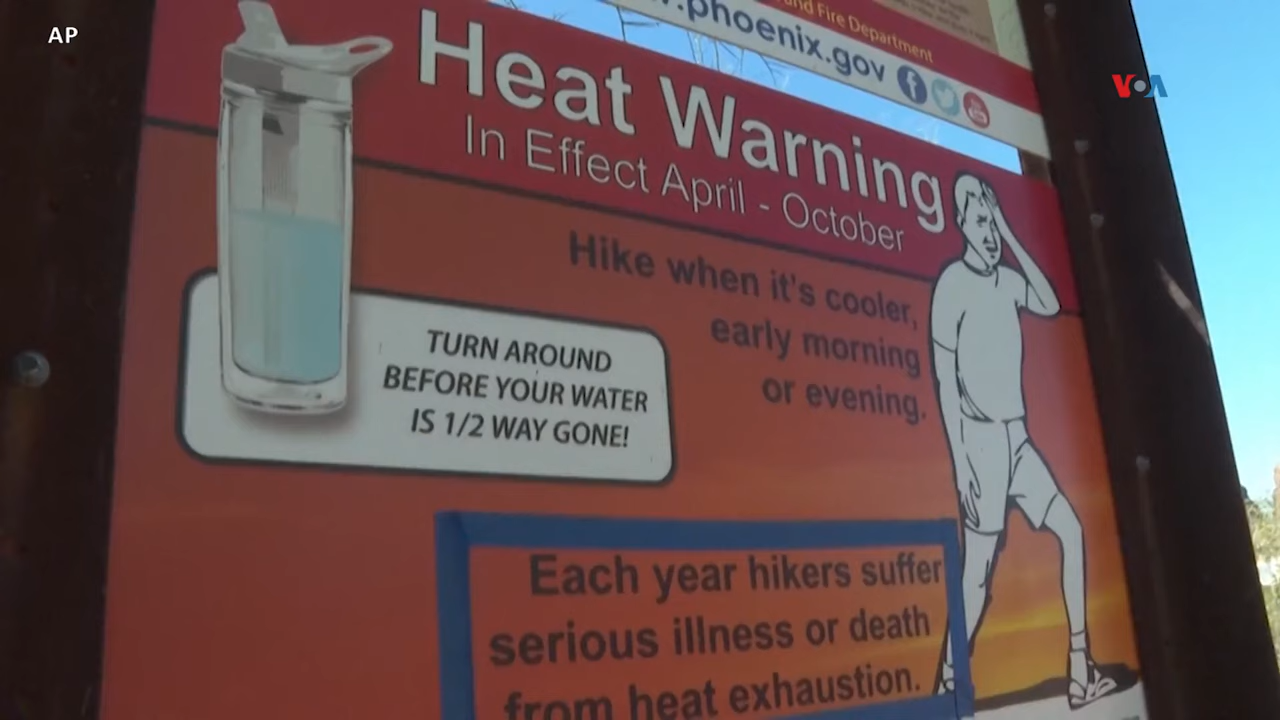 AP
and Fire Department
.phoenix.gov
VOA
Heat Warning
In Effect April - October
Hike when it's cooler,
early morning
or evening.
TURN AROUND
BEFORE YOUR WATER
IS 1/2 WAY GONE!
Each year hikers suffer
serious illness or death
from heat exhaustion.